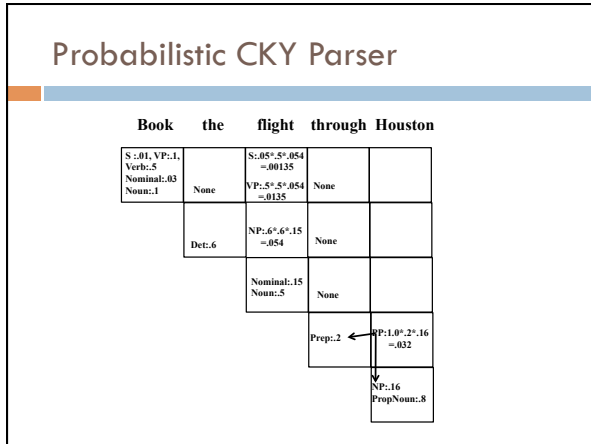 Probabilistic CKY Parser
Book the flight through Houston
S :.01, VP:.1,
Verb:.5
Nominal:.03
Noun:.1
None
S:.05*.5*.054
=.00135
VP:.5*.5*.054
=.0135
None
Det:.6
NP:.6*.6*.15
=.054
None
Nominal:.15
Noun:.5
None
Prep:.2
PP:1.0*.2*.16
=.032
NP:.16
PropNoun:.8